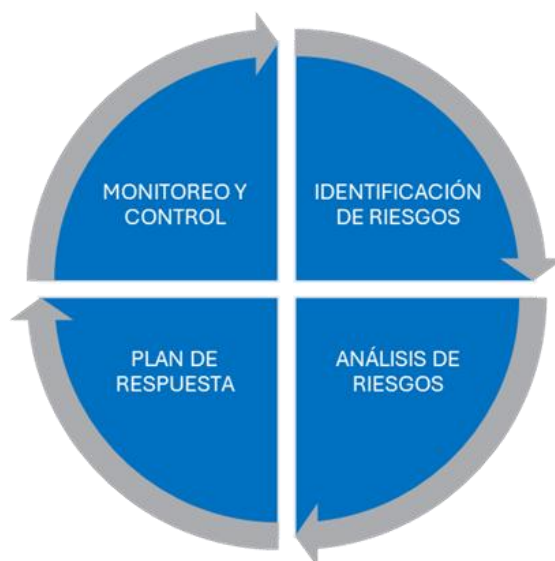 MONITOREO Y
CONTROL
IDENTIFICACIÓN
DE RIESGOS
PLAN DE
RESPUESTA
ANÁLISIS DE
RIESGOS